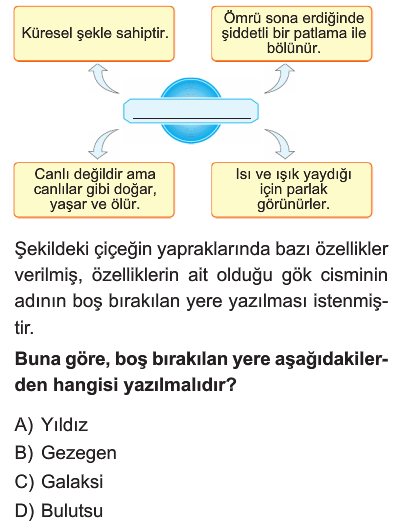 Küresel şekle sahiptir.
Ömrü sona erdiğinde
şiddetli bir patlama ile
bölünür.
Canlı değildir ama
canlılar gibi doğar,
yaşar ve ölür.
Isı ve ışık yaydığı
için parlak
görünürler.
Şekildeki çiçeğin yapraklarında bazı özellikler
verilmiş, özelliklerin ait olduğu gök cisminin
adının boş bırakılan yere yazılması istenmiş-
tir.
Buna göre, boş bırakılan yere aşağıdakiler-
den hangisi yazılmalıdır?
A) Yıldız
B) Gezegen
C) Galaksi
D) Bulutsu